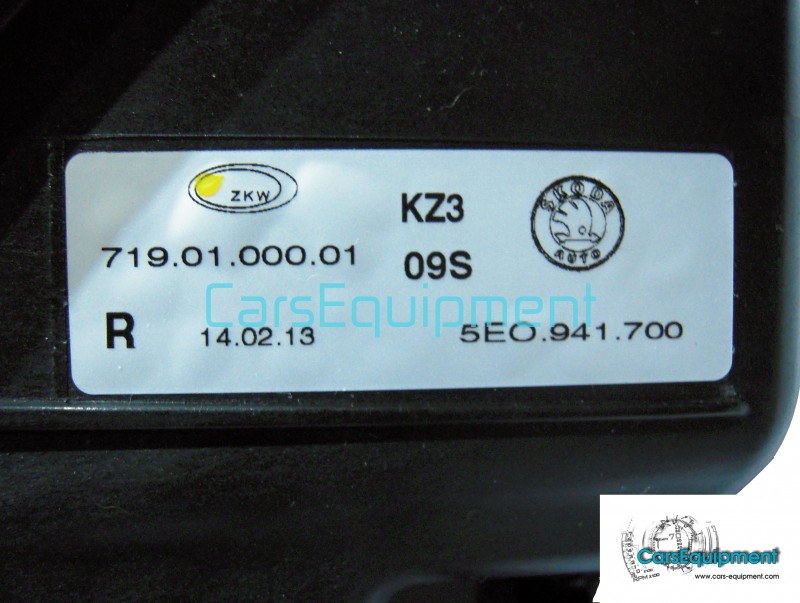 ZKW
KZ3
ŠKODA
AUTO
719.01.000.01
09S
CarsEquipment
R
14.02.13
5E0.941.700
CarsEquipment
www.cars-equipment.com